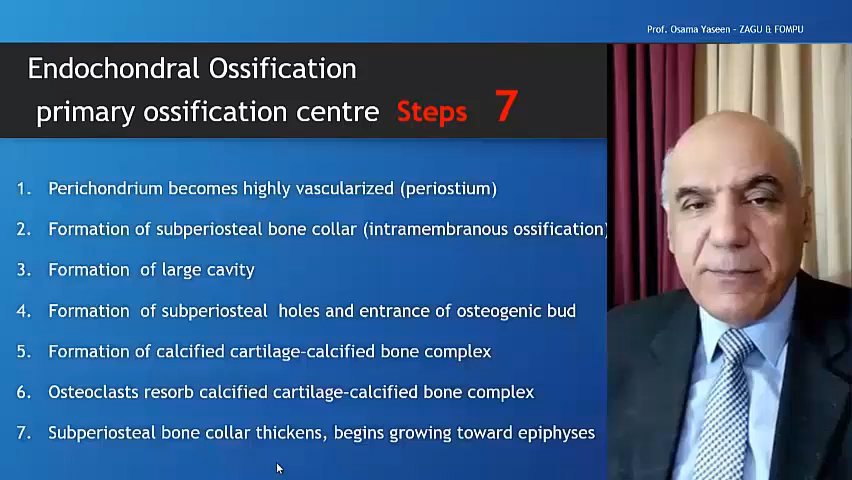 Prof. Osama Yaseen - ZAGU & FOMPU
Endochondral Ossification
primary ossification centre Steps 7
1. Perichondrium becomes highly vascularized (periostium)
2. Formation of subperiosteal bone collar (intramembranous ossification)
3. Formation of large cavity
4. Formation of subperiosteal holes and entrance of osteogenic bud
5. Formation of calcified cartilage-calcified bone complex
6. Osteoclasts resorb calcified cartilage-calcified bone complex
7. Subperiosteal bone collar thickens, begins growing toward epiphyses